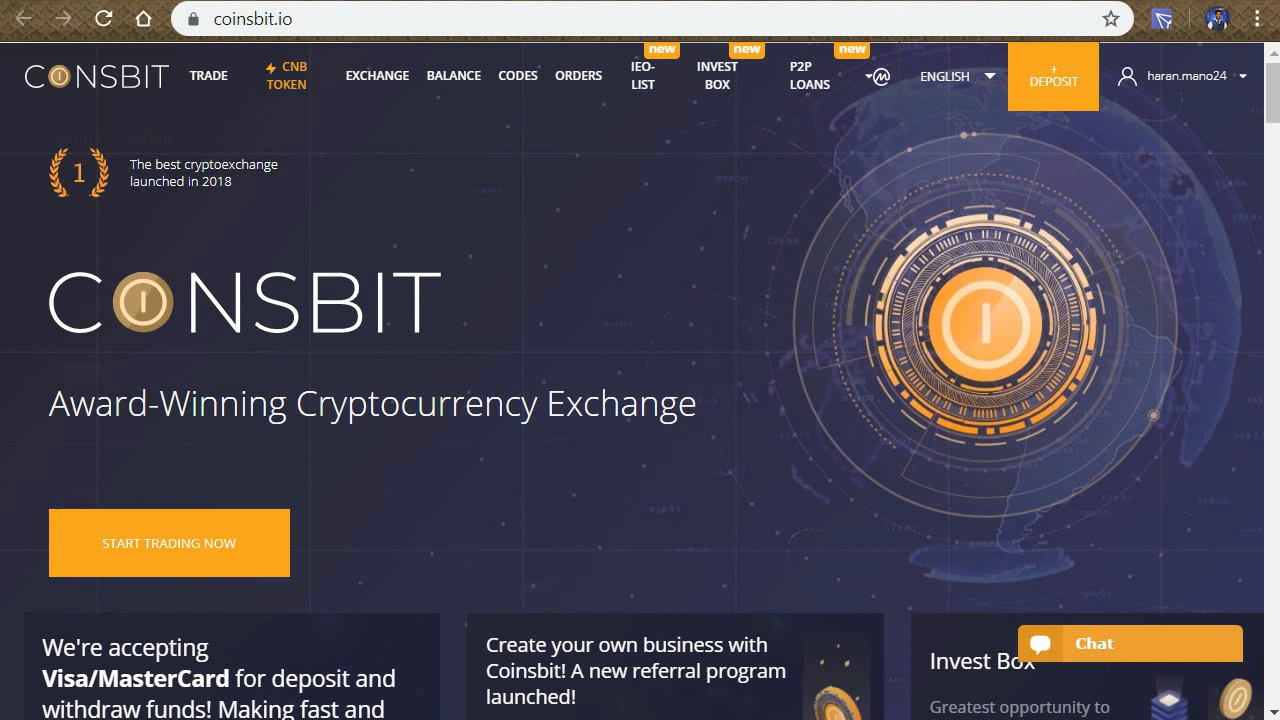 coinsbit.io
new new new
COINSBIT TRADE CNB TOKEN EXCHANGE BALANCE CODES ORDERS IEO-LIST INVEST BOX P2P LOANS ENGLISH + DEPOSIT haran.mano24
1
The best cryptoexchange
launched in 2018
COINSBIT
Award-Winning Cryptocurrency Exchange
START TRADING NOW
We're accepting
Visa/MasterCard for deposit and
withdraw funds! Making fast and
Create your own business with
Coinsbit! A new referral program
launched!
Invest Box
Greatest opportunity to
Chat